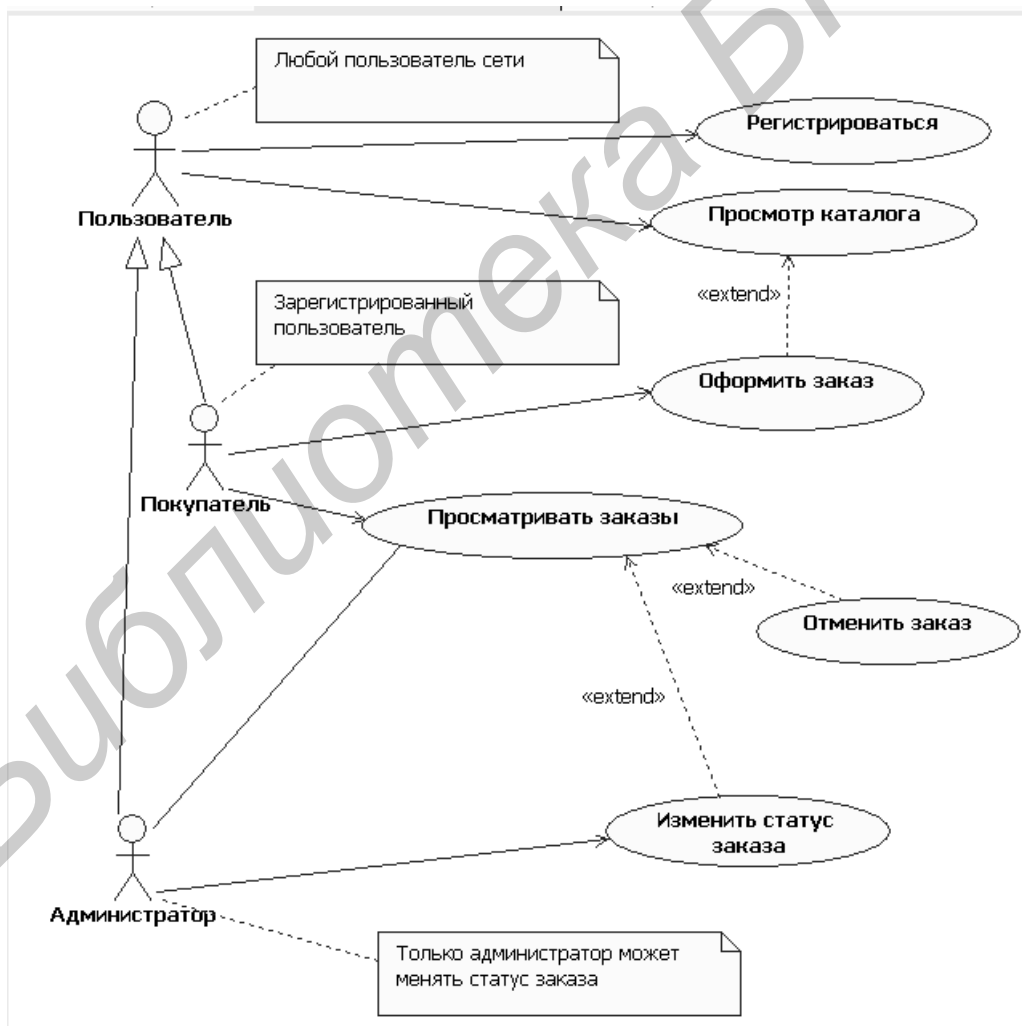 Любой пользователь сети
Регистрироваться
Просмотр каталога
Пользователь
«extend»
Зарегистрированный
пользователь
Оформить заказ
Покупатель
Просматривать заказы
«extend»
Отменить заказ
«extend»
Изменить статус
заказа
Администратор
Только администратор может
менять статус заказа
Библиотека